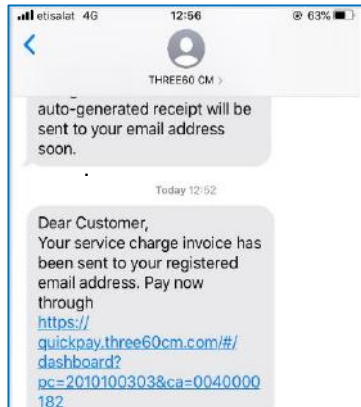 etisalat 4G 12:56 63%
THREE60 CM >
auto-generated receipt will be
sent to your email address
soon.
Today 12:52
Dear Customer,
Your service charge invoice has
been sent to your registered
email address. Pay now
through
https://
quickpay.three60cm.com/#/
dashboard?
pc=2010100303&ca=0040000
182